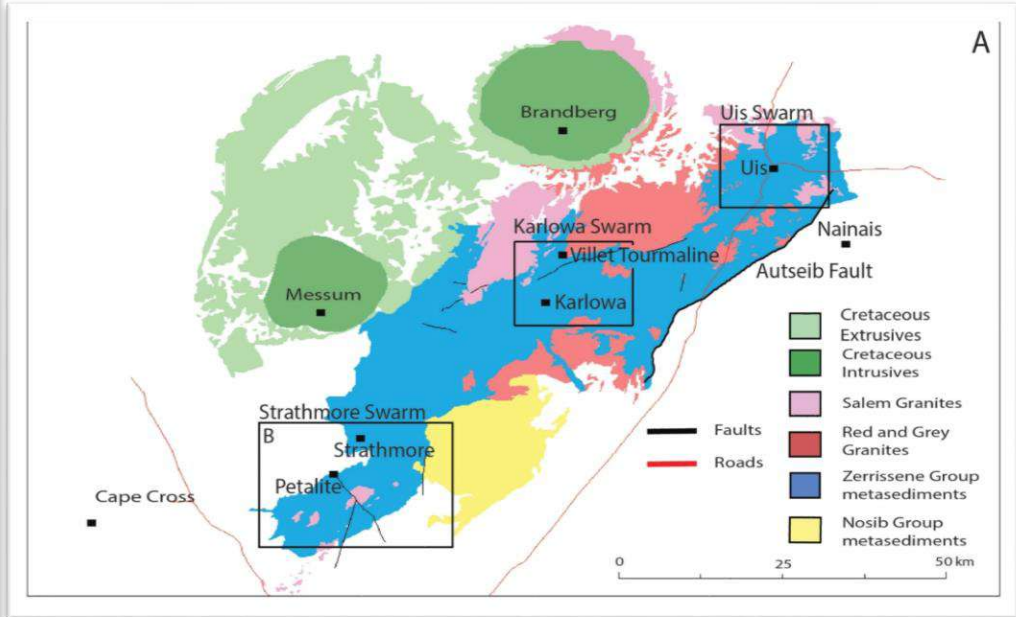 A
Brandberg
Uis Swarm
Uis
Karlowa Swarm
Villet Tourmaline
Nainais
Autseib Fault
Messum
Karlowa
Cretaceous
Extrusives
Cretaceous
Intrusives
Salem Granites
Strathmore Swarm
B
Strathmore
Petalite
Faults
Roads
Red and Grey
Granites
Zerrissene Group
metasediments
Nosib Group
metasediments
Cape Cross
0
25
50 km